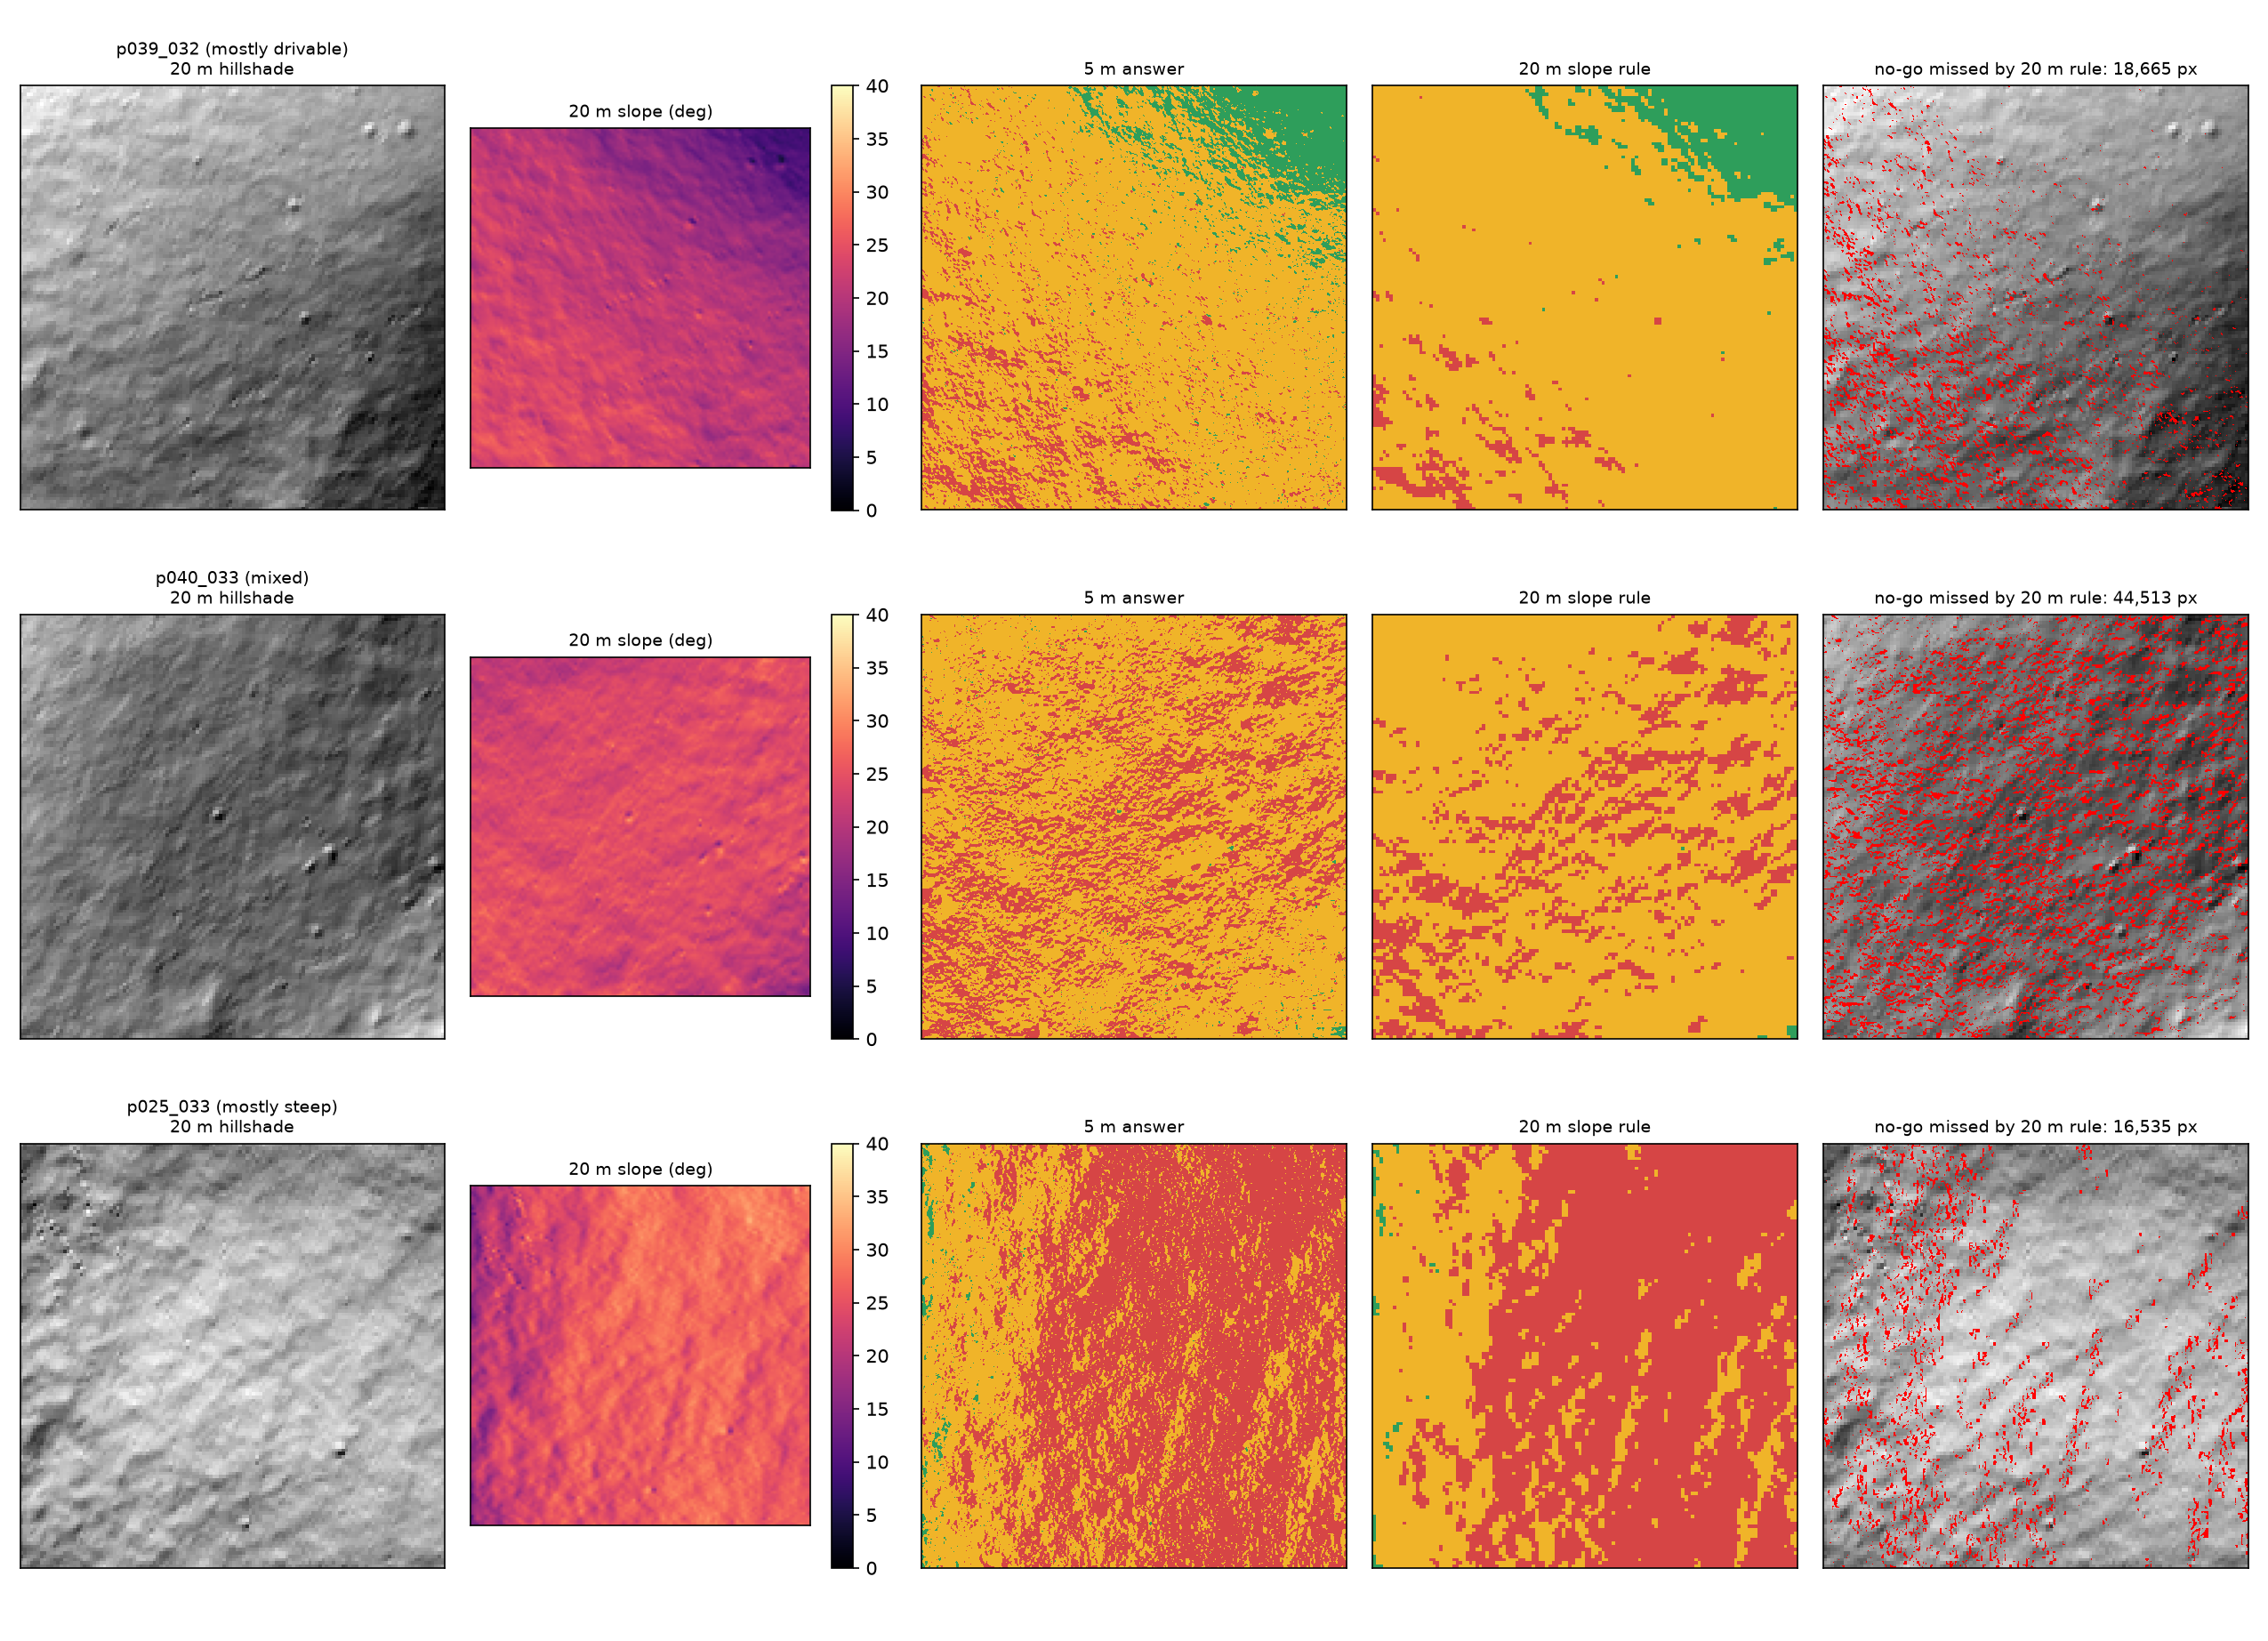 p039_032 (mostly drivable)
20 m hillshade
20 m slope (deg)
40
35
30
25
20
15
10
5
0
5 m answer
20 m slope rule
no-go missed by 20 m rule: 18,665 px
p040_033 (mixed)
20 m hillshade
20 m slope (deg)
40
35
30
25
20
15
10
5
0
5 m answer
20 m slope rule
no-go missed by 20 m rule: 44,513 px
p025_033 (mostly steep)
20 m hillshade
20 m slope (deg)
40
35
30
25
20
15
10
5
0
5 m answer
20 m slope rule
no-go missed by 20 m rule: 16,535 px